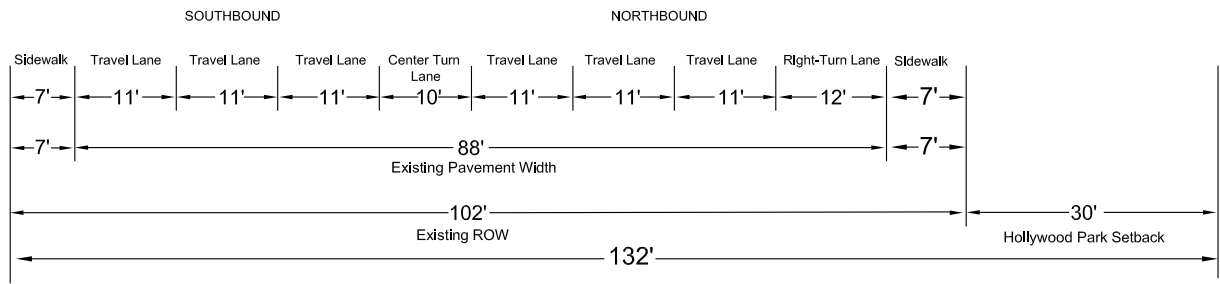 SOUTHBOUND NORTHBOUND
Sidewalk Travel Lane Travel Lane Travel Lane Center Turn Lane Travel Lane Travel Lane Travel Lane Right-Turn Lane Sidewalk
7' 11' 11' 11' 10' 11' 11' 11' 12' 7'
7' 88' 7'
Existing Pavement Width
102' 30'
Existing ROW Hollywood Park Setback
132'